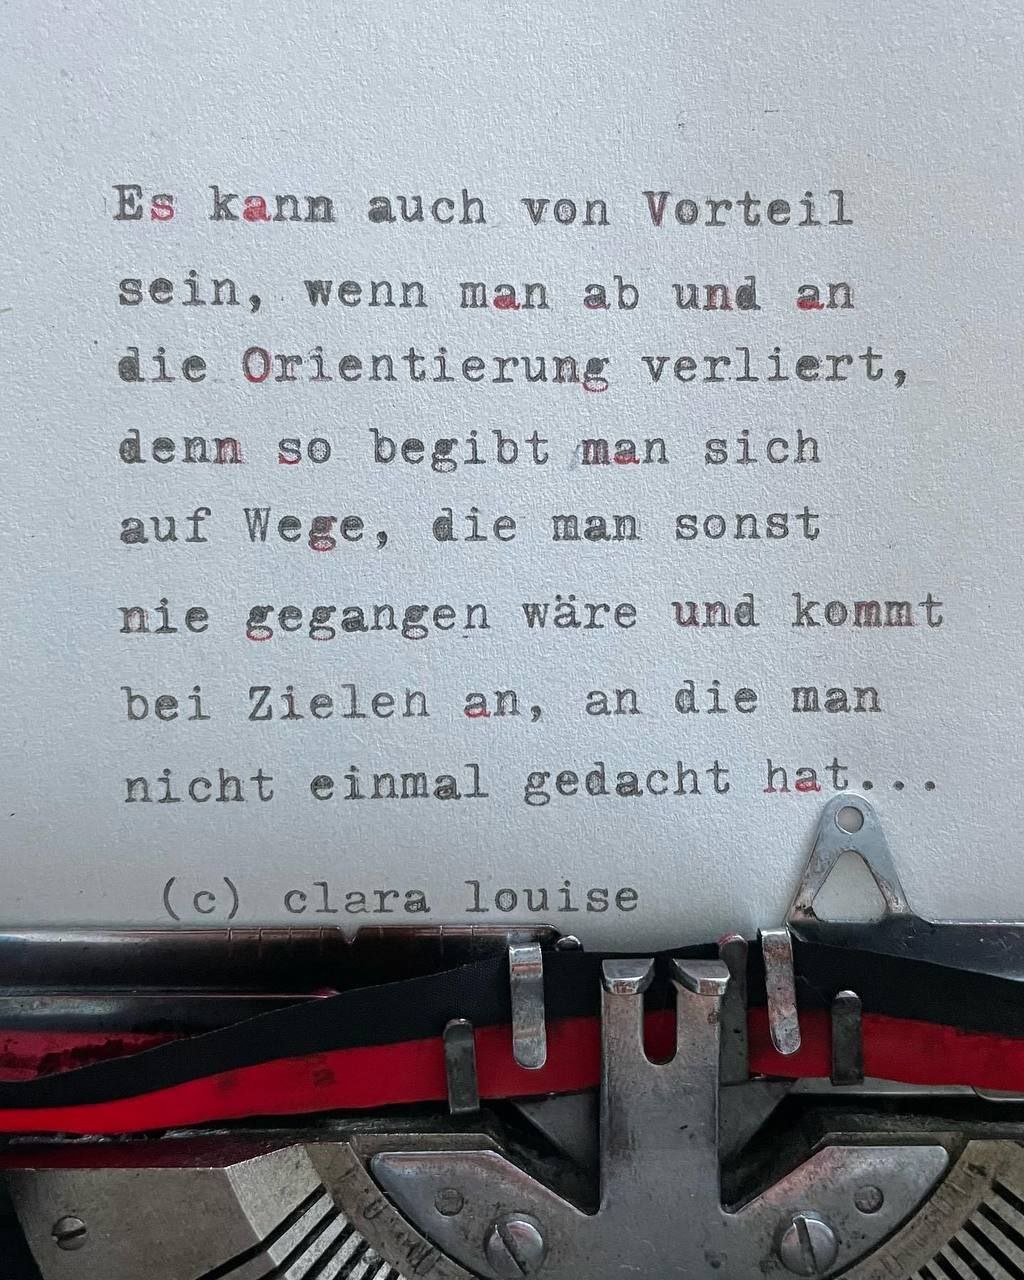 Es kann auch von Vorteil
sein, wenn man ab und an
die Orientierung verliert,
denn so begibt man sich
auf Wege, die man sonst
nie gegangen wäre und kommt
bei Zielen an, an die man
nicht einmal gedacht hat...
(c) clara louise